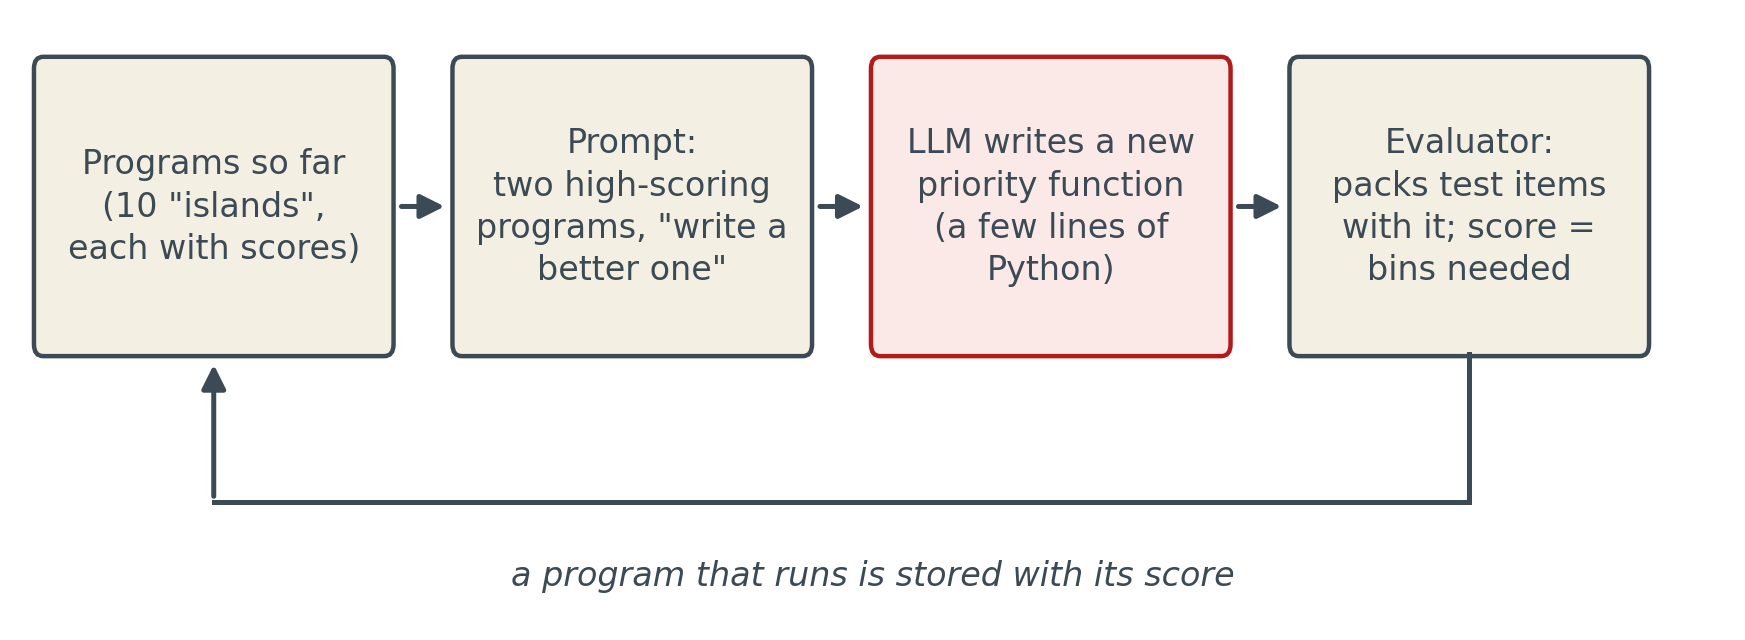 Programs so far
(10 "islands",
each with scores)
Prompt:
two high-scoring
programs, "write a
better one"
LLM writes a new
priority function
(a few lines of
Python)
Evaluator:
packs test items
with it; score =
bins needed
a program that runs is stored with its score